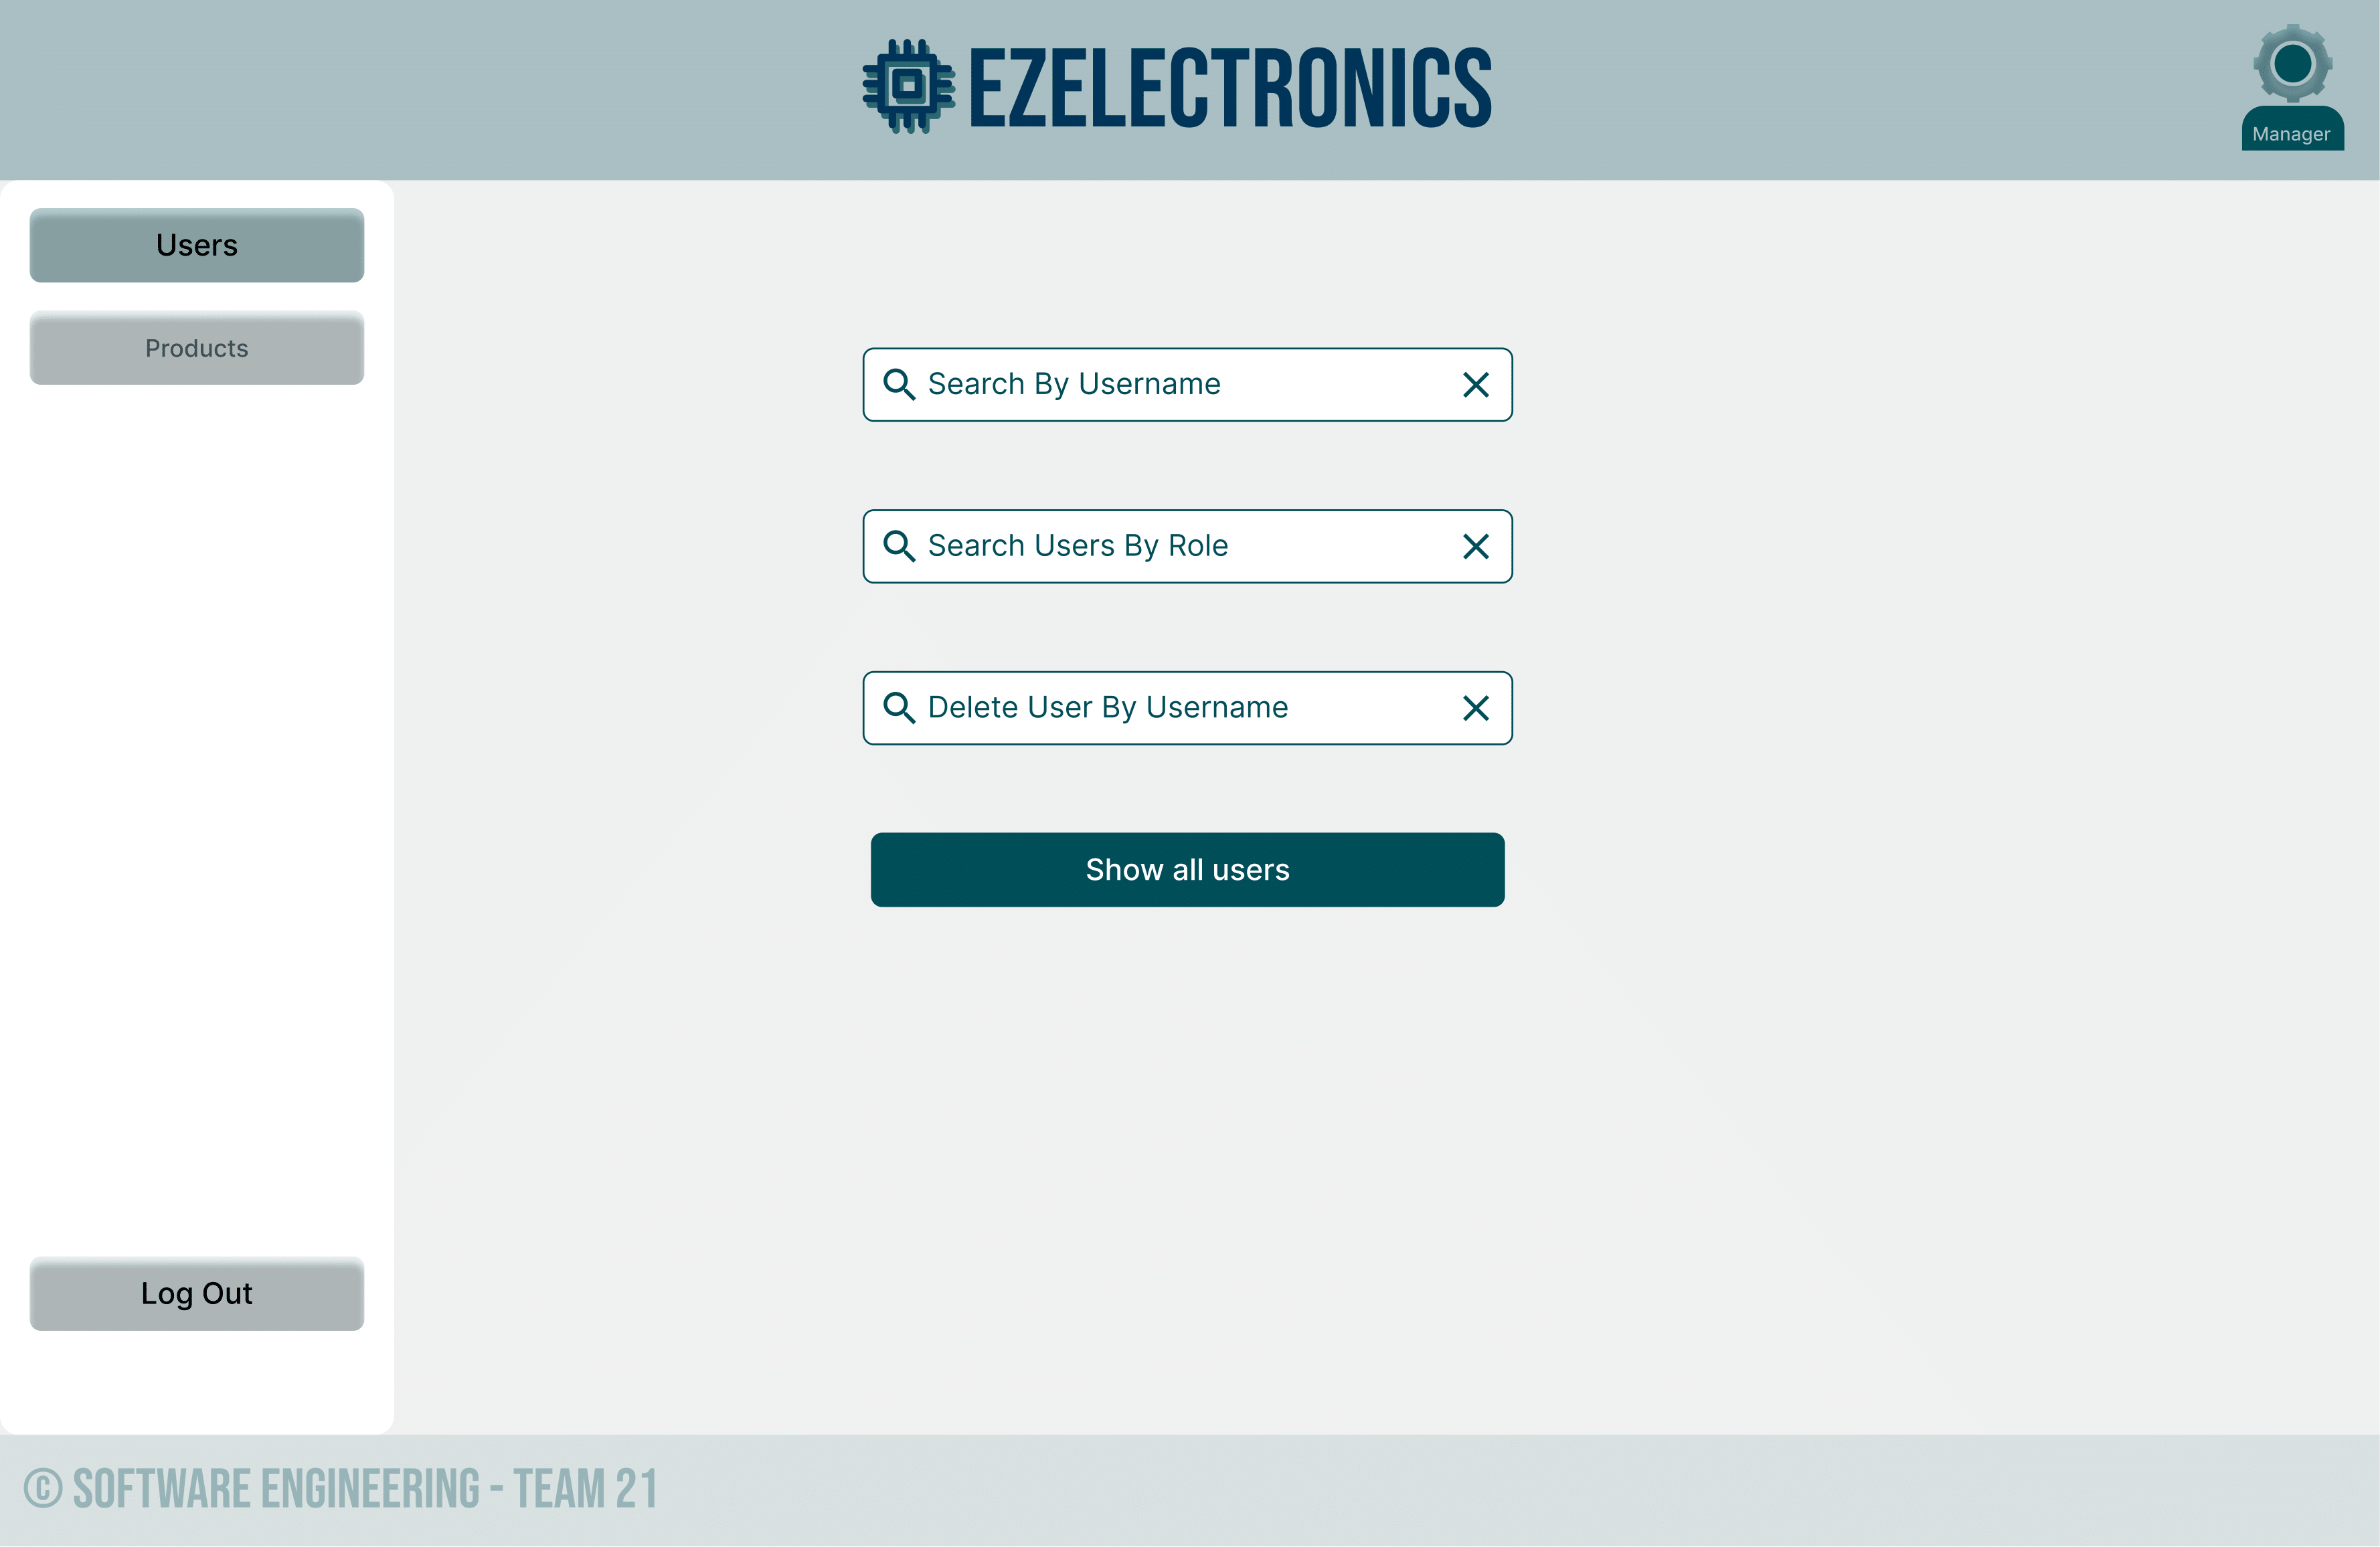 EZELECTRONICS
Manager
Users
Products
Search By Username
Search Users By Role
Delete User By Username
Show all users
Log Out
© SOFTWARE ENGINEERING - TEAM 21